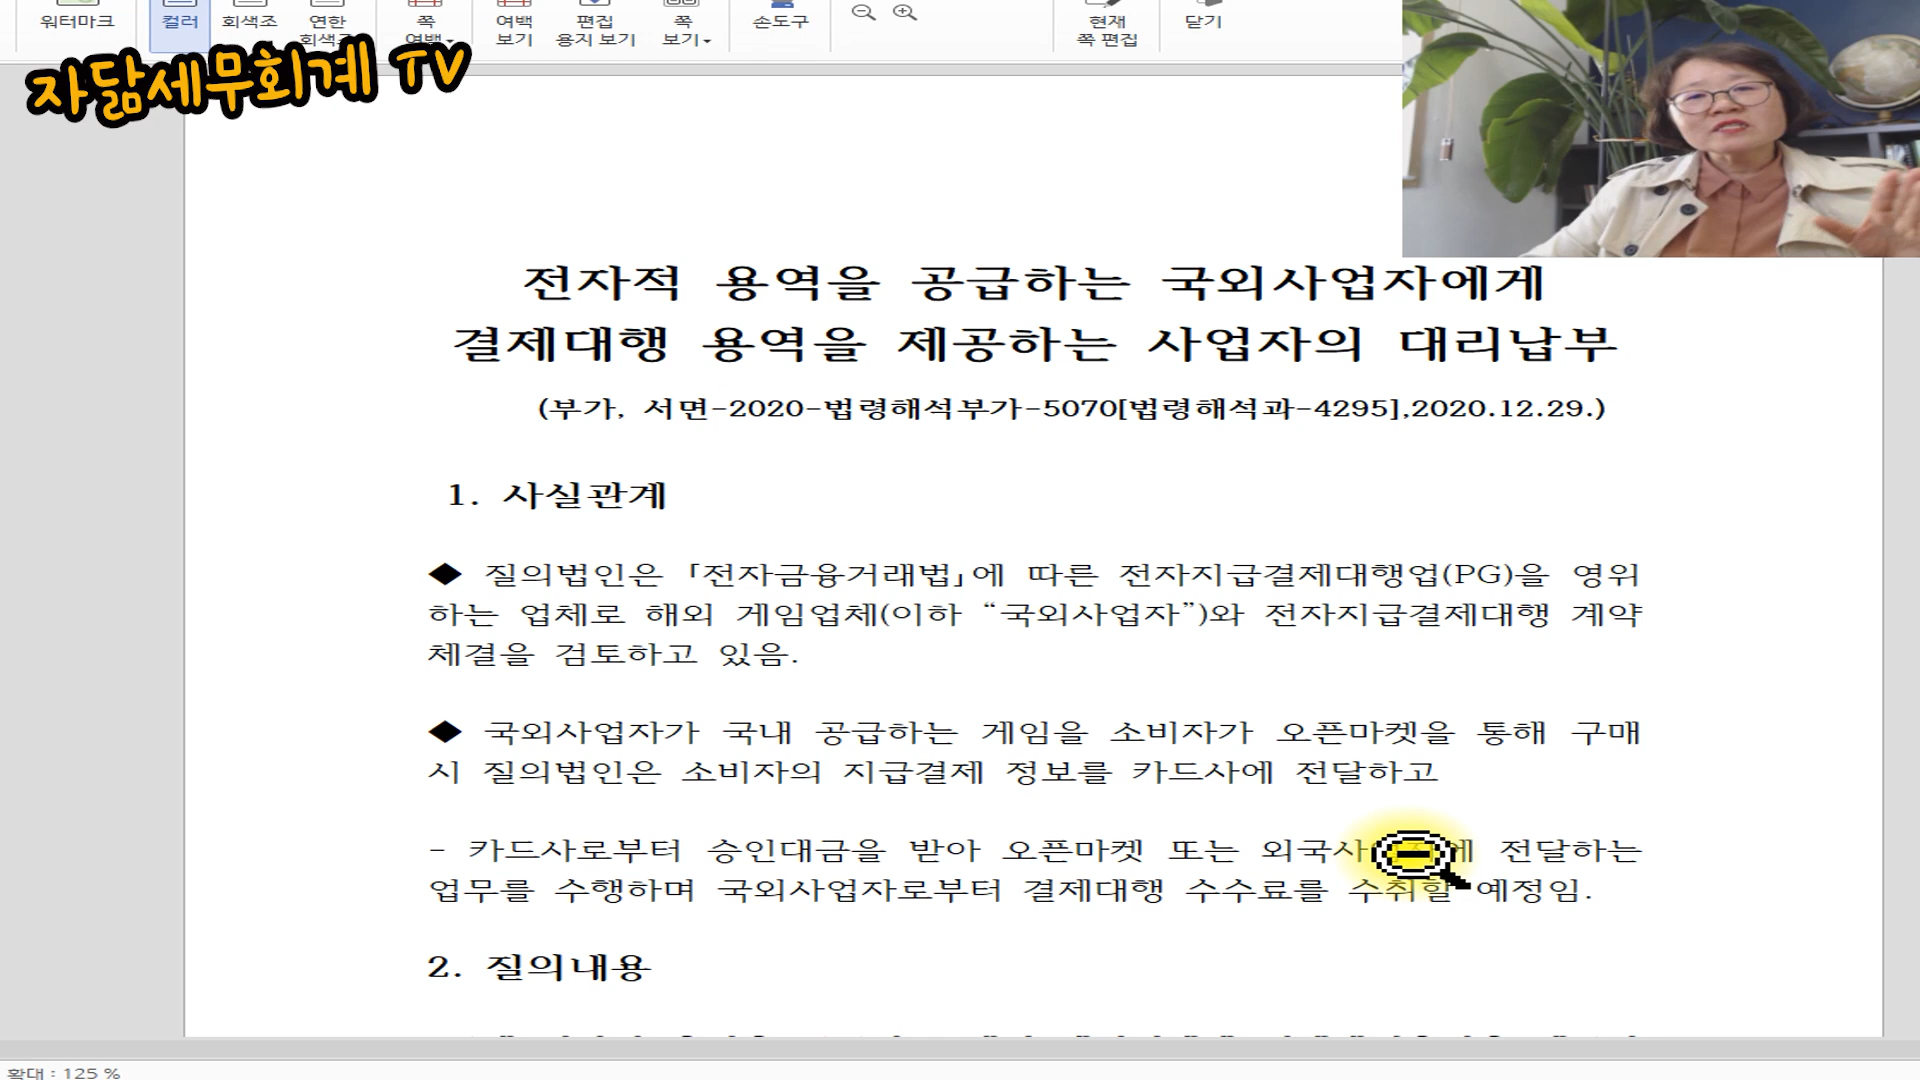 워터마크
컬러
회색조
연한
회색조
쪽
여백
여백
보기
편집
용지 보기
쪽
보기
손도구
현재
쪽 편집
닫기
자닮세무회계 TV
전자적 용역을 공급하는 국외사업자에게
결제대행 용역을 제공하는 사업자의 대리납부
(부가, 서면-2020-법령해석부가-5070[법령해석과-4295],2020.12.29.)
1. 사실관계
◆ 질의법인은 「전자금융거래법」에 따른 전자지급결제대행업(PG)을 영위
하는 업체로 해외 게임업체(이하 “국외사업자”)와 전자지급결제대행 계약
체결을 검토하고 있음.
◆ 국외사업자가 국내 공급하는 게임을 소비자가 오픈마켓을 통해 구매
시 질의법인은 소비자의 지급결제 정보를 카드사에 전달하고
- 카드사로부터 승인대금을 받아 오픈마켓 또는 외국사업자에 전달하는
업무를 수행하며 국외사업자로부터 결제대행 수수료를 수취할 예정임.
2. 질의내용
확대 : 125 %